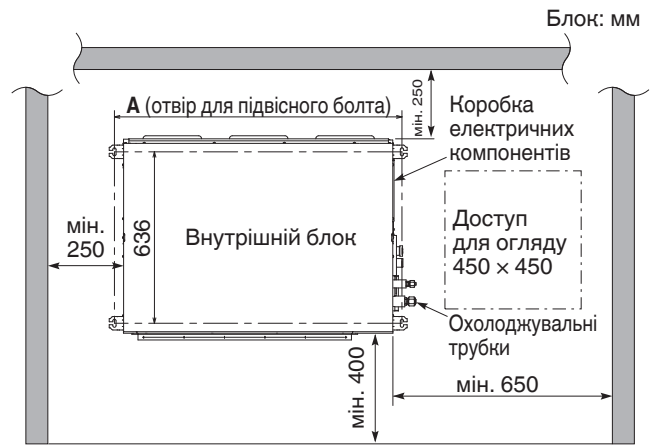 Блок: мм
А (отвір для підвісного болта)
мін. 250
Коробка
електричних
компонентів
мін.
250
636
Внутрішній блок
Доступ
для огляду
450 × 450
Охолоджувальні
трубки
мін. 400
мін. 650